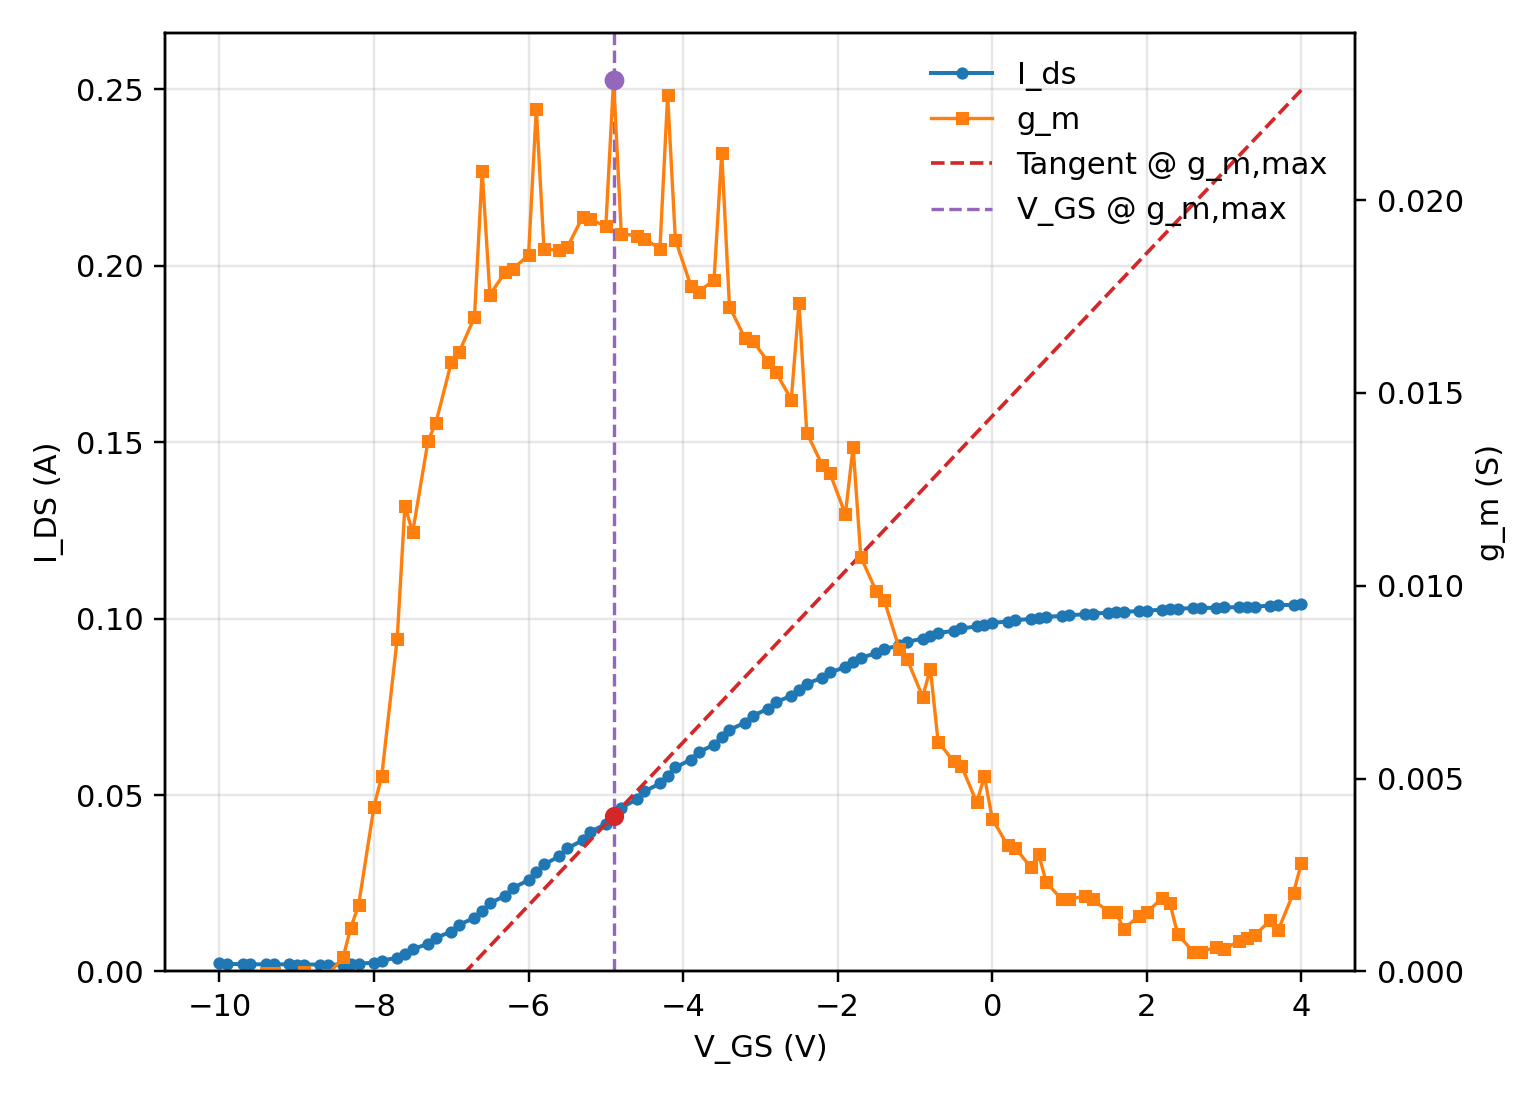 I_ds
g_m
Tangent @ g_m,max
V_GS @ g_m,max
0.25
0.20
0.15
0.10
0.05
0.00
I_DS (A)
0.020
0.015
0.010
0.005
0.000
g_m (S)
−10
−8
−6
−4
−2
0
2
4
V_GS (V)